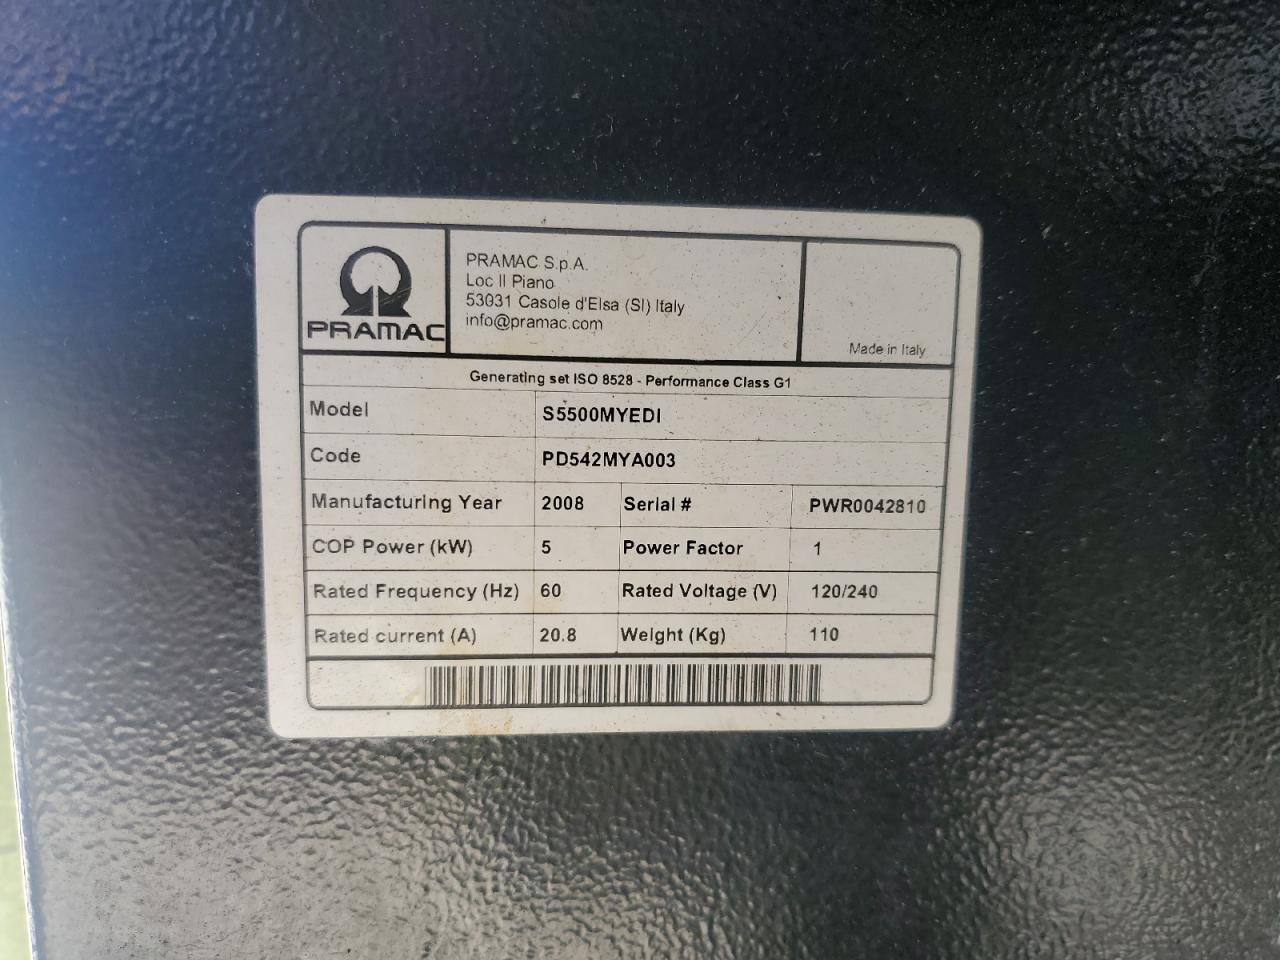 PRAMAC
PRAMAC S.p.A.
Loc Il Piano
53031 Casole d'Elsa (SI) Italy
info@pramac.com
Made in Italy
Generating set ISO 8528 - Performance Class G1
Model S5500MYEDI
Code PD542MYA003
Manufacturing Year 2008 Serial # PWR0042810
COP Power (kW) 5 Power Factor 1
Rated Frequency (Hz) 60 Rated Voltage (V) 120/240
Rated current (A) 20.8 Weight (Kg) 110